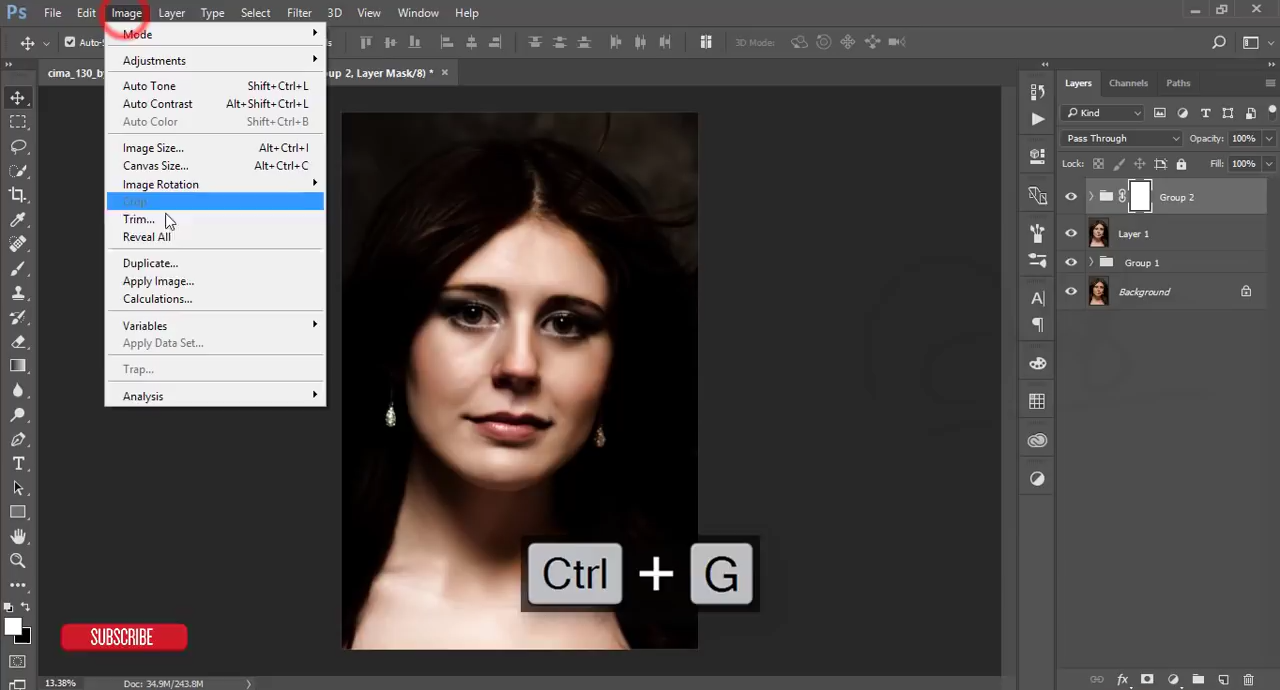 Ps File Edit Image Layer Type Select Filter 3D View Window Help
Auto-S 3D Mode:
cima_130_b oup 2, Layer Mask/8) * ×
Mode
Adjustments
Auto Tone Shift+Ctrl+L
Auto Contrast Alt+Shift+Ctrl+L
Auto Color Shift+Ctrl+B
Image Size... Alt+Ctrl+I
Canvas Size... Alt+Ctrl+C
Image Rotation
Crop
Trim...
Reveal All
Duplicate...
Apply Image...
Calculations...
Variables
Apply Data Set...
Trap...
Analysis
Layers Channels Paths
Kind
Pass Through Opacity: 100%
Lock: Fill: 100%
Group 2
Layer 1
Group 1
Background
Ctrl + G
SUBSCRIBE
13.38% Doc: 34.9M/243.8M